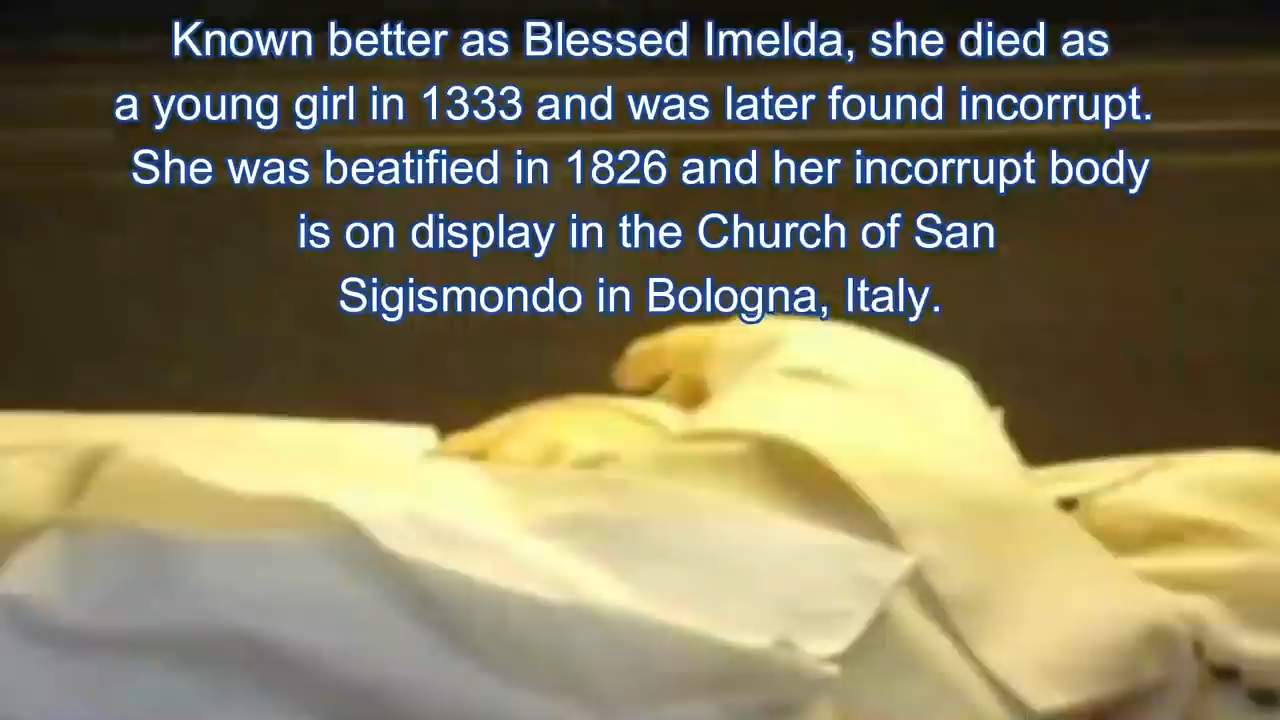 Known better as Blessed Imelda, she died as
a young girl in 1333 and was later found incorrupt.
She was beatified in 1826 and her incorrupt body
is on display in the Church of San
Sigismondo in Bologna, Italy.